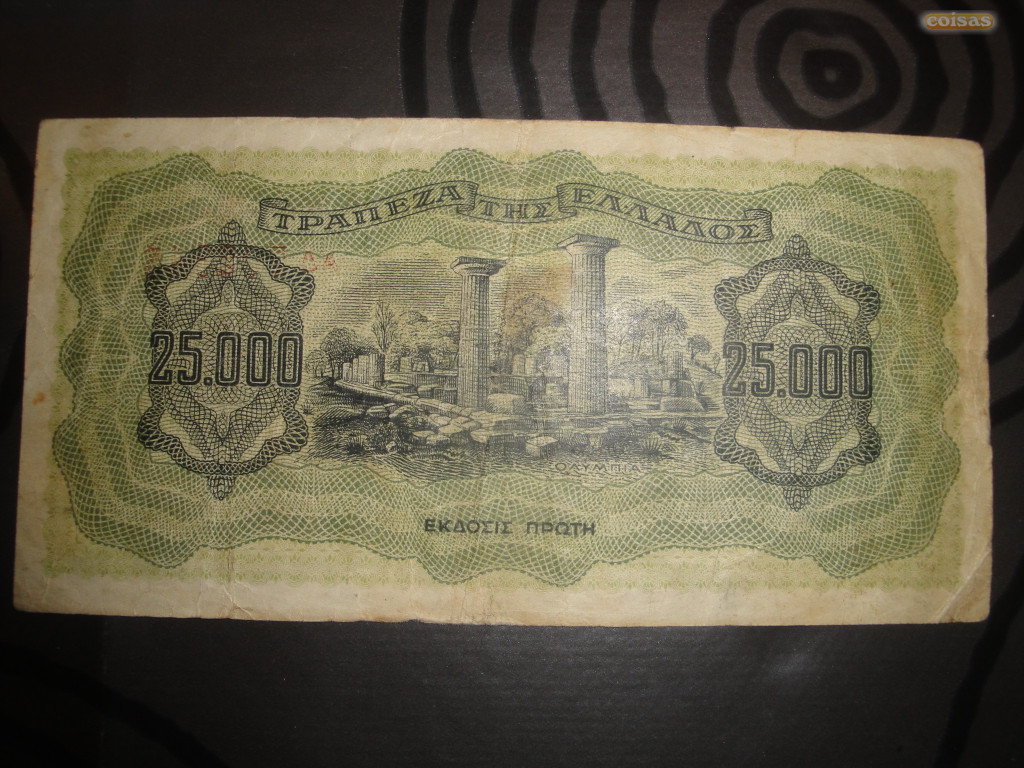 coisas
ΤΡΑΠΕΖΑ ΤΗΣ ΕΛΛΑΔΟΣ
25.000 25.000
ΟΛΥΜΠΙΑ
ΕΚΔΟΣΙΣ ΠΡΩΤΗ